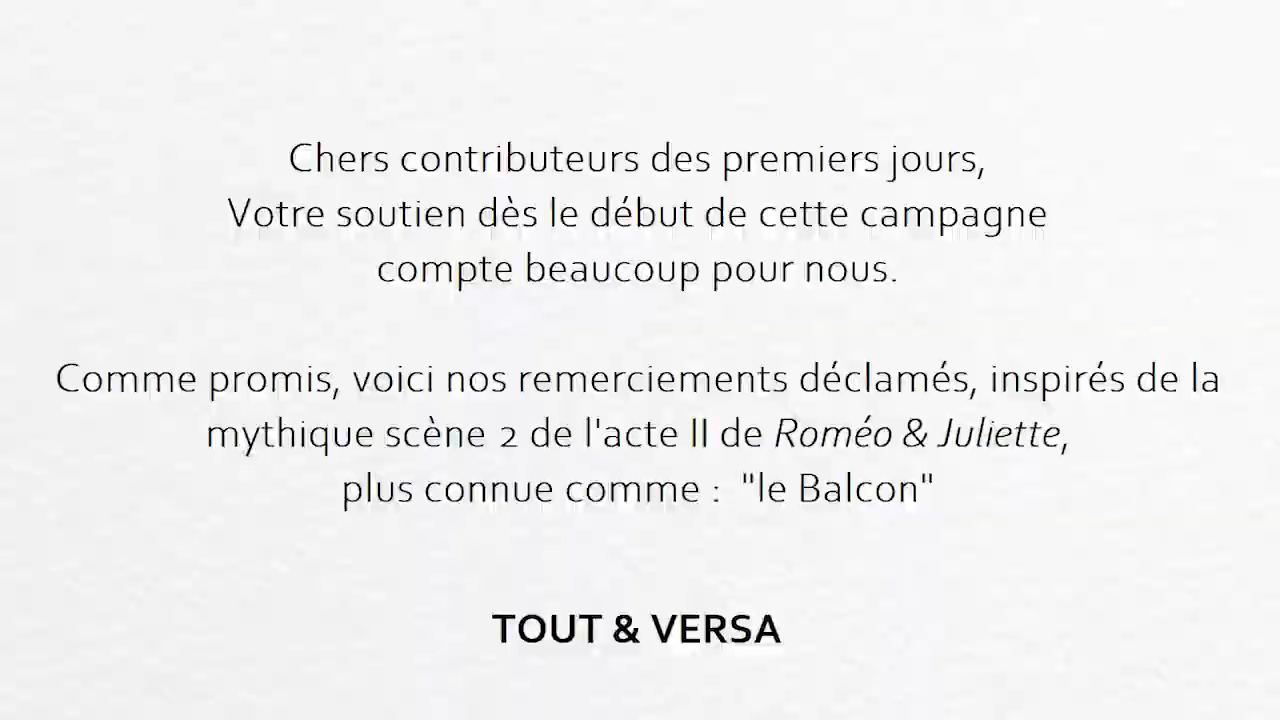 Chers contributeurs des premiers jours,
Votre soutien dès le début de cette campagne
compte beaucoup pour nous.
Comme promis, voici nos remerciements déclamés, inspirés de la
mythique scène 2 de l'acte II de Roméo & Juliette,
plus connue comme :  "le Balcon"
TOUT & VERSA